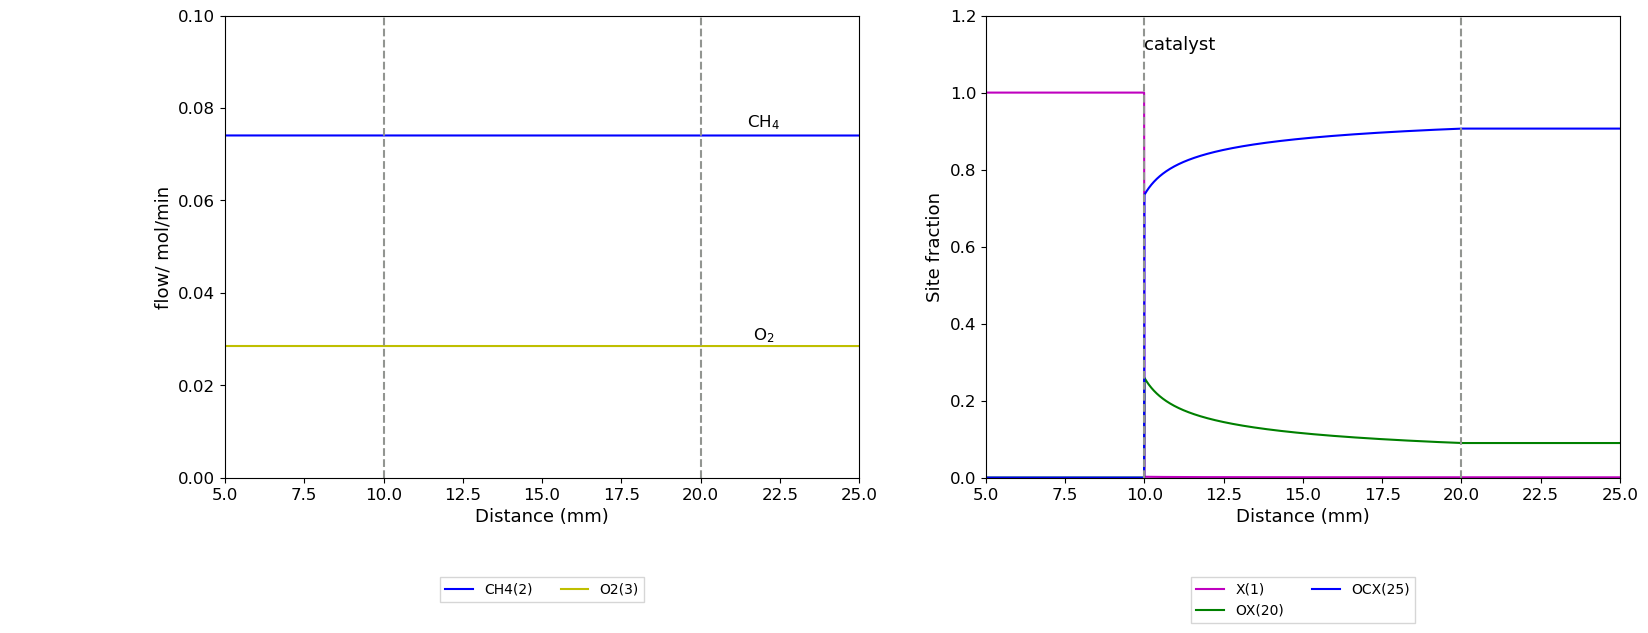 0.10
0.08
0.06
0.04
0.02
0.00
flow/ mol/min
CH4
O2
5.0 7.5 10.0 12.5 15.0 17.5 20.0 22.5 25.0
Distance (mm)
CH4(2) O2(3)
1.2
1.0
0.8
0.6
0.4
0.2
0.0
Site fraction
catalyst
5.0 7.5 10.0 12.5 15.0 17.5 20.0 22.5 25.0
Distance (mm)
X(1) OCX(25)
OX(20)